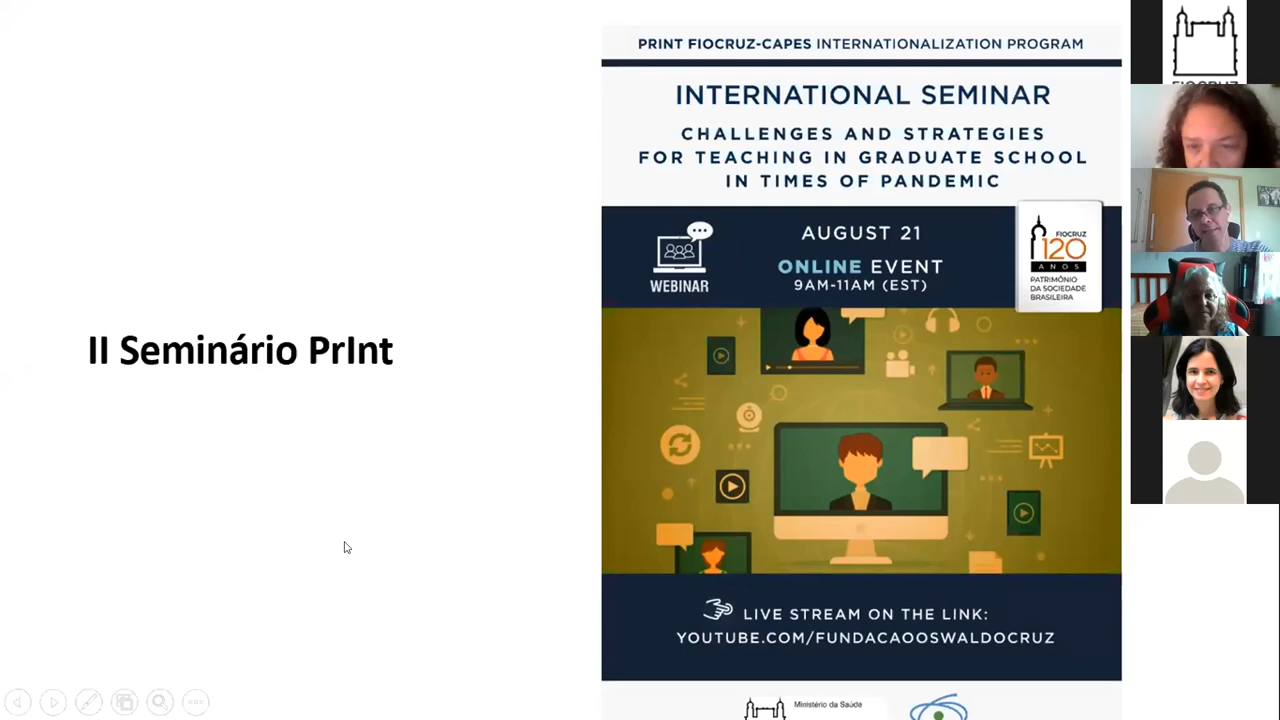 II Seminário PrInt
PRINT FIOCRUZ-CAPES INTERNATIONALIZATION PROGRAM
INTERNATIONAL SEMINAR
CHALLENGES AND STRATEGIES
FOR TEACHING IN GRADUATE SCHOOL
IN TIMES OF PANDEMIC
WEBINAR
AUGUST 21
ONLINE EVENT
9AM-11AM (EST)
FIOCRUZ
120
ANOS
PATRIMÔNIO
DA SOCIEDADE
BRASILEIRA
LIVE STREAM ON THE LINK:
YOUTUBE.COM/FUNDACAOOSWALDOCRUZ
Ministério da Saúde
FIOCRUZ